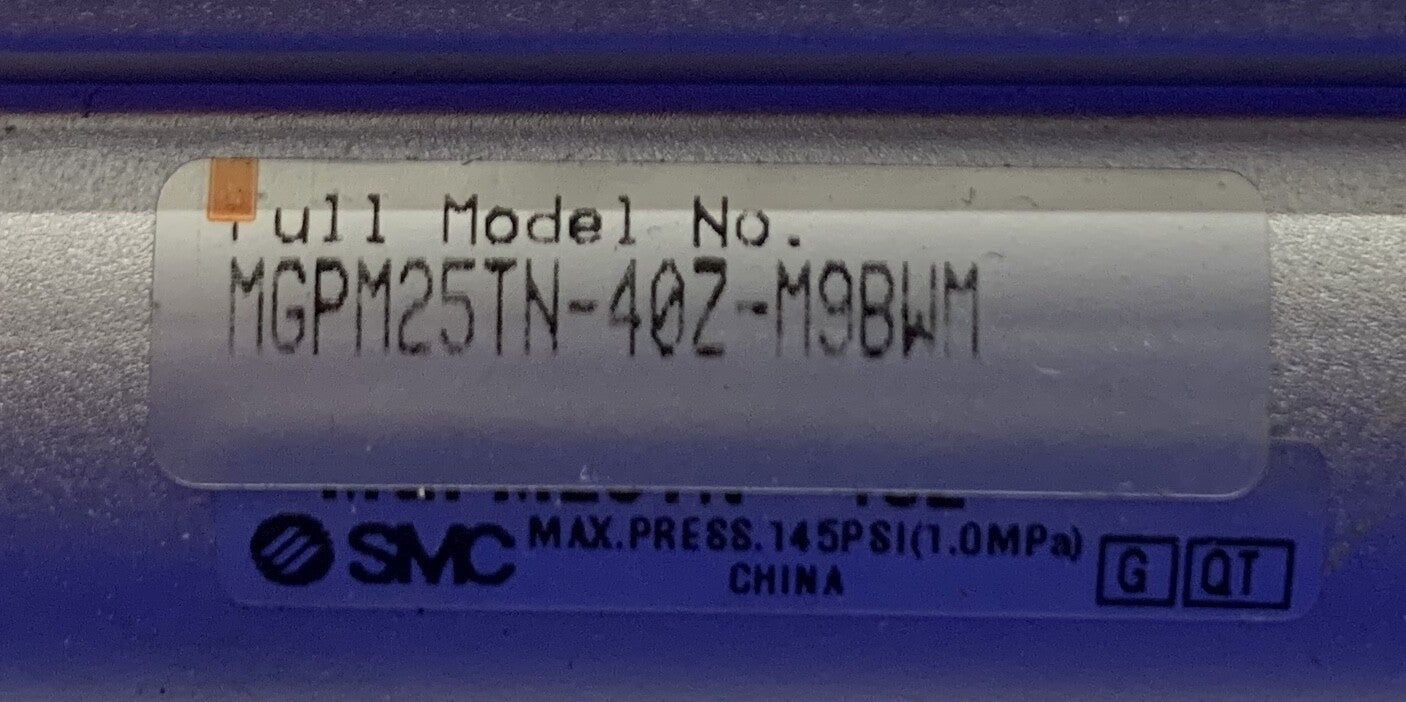 Full Model No.
MGPM25TN-40Z-M9BWM
SMC MAX.PRESS.145PSI(1.0MPa)
CHINA
G QT